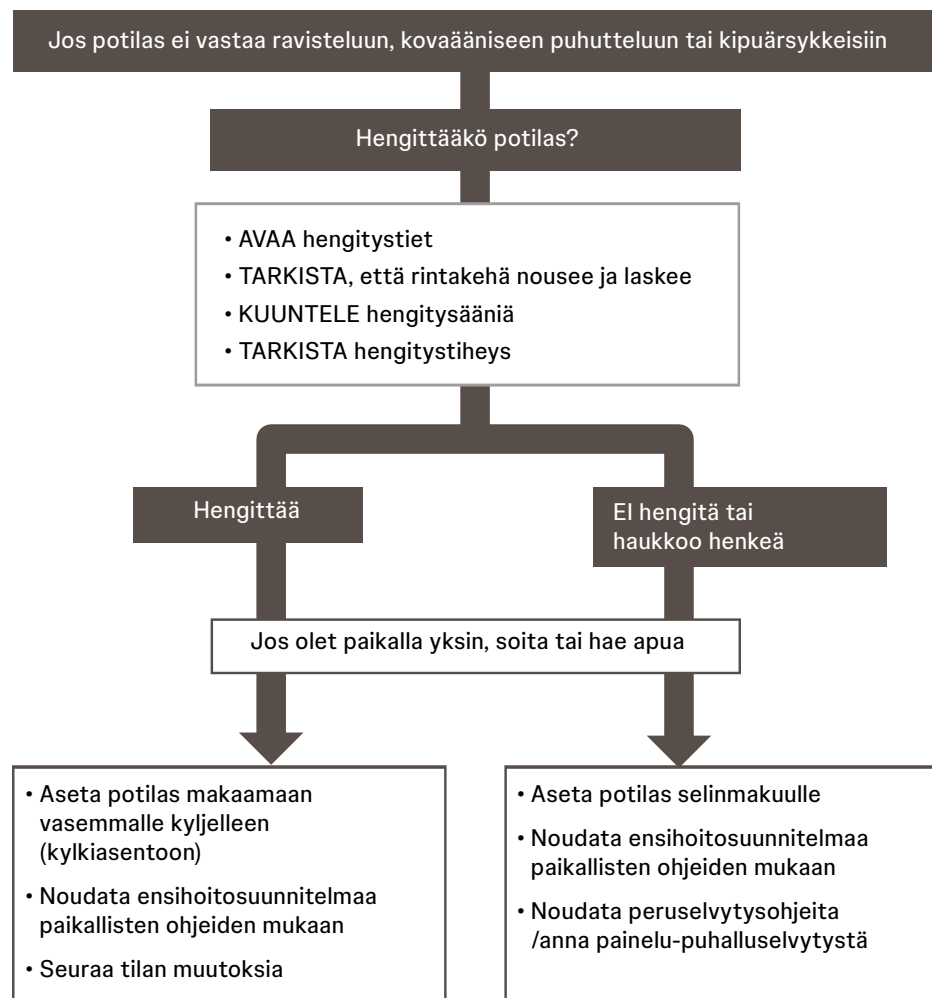 Jos potilas ei vastaa ravisteluun, kovaääniseen puhutteluun tai kipuärsykkeisiin
Hengittääkö potilas?
• AVAA hengitystiet
• TARKISTA, että rintakehä nousee ja laskee
• KUUNTELE hengitysääniä
• TARKISTA hengitystiheys
Hengittää
EI hengitä tai
haukkoo henkeä
Jos olet paikalla yksin, soita tai hae apua
• Aseta potilas makaamaan
vasemmalle kyljelleen
(kylkiasentoon)
• Noudata ensihoitosuunnitelmaa
paikallisten ohjeiden mukaan
• Seuraa tilan muutoksia
• Aseta potilas selinmakuulle
• Noudata ensihoitosuunnitelmaa
paikallisten ohjeiden mukaan
• Noudata peruselvytysohjeita
/anna painelu-puhalluselvytystä